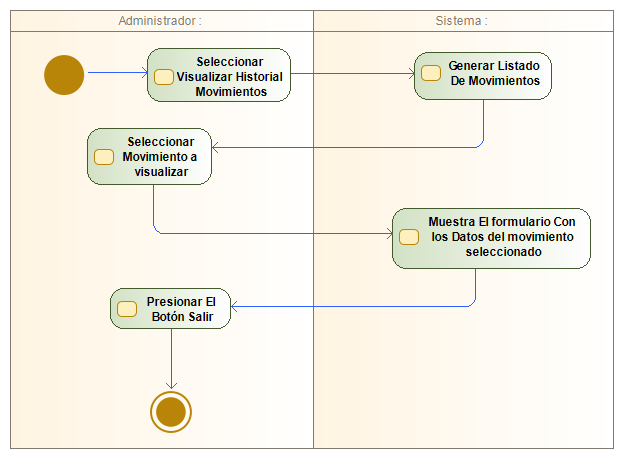 Administrador :
Sistema :
Seleccionar
Visualizar Historial
Movimientos
Generar Listado
De Movimientos
Seleccionar
Movimiento a
visualizar
Muestra El formulario Con
los Datos del movimiento
seleccionado
Presionar El
Botón Salir